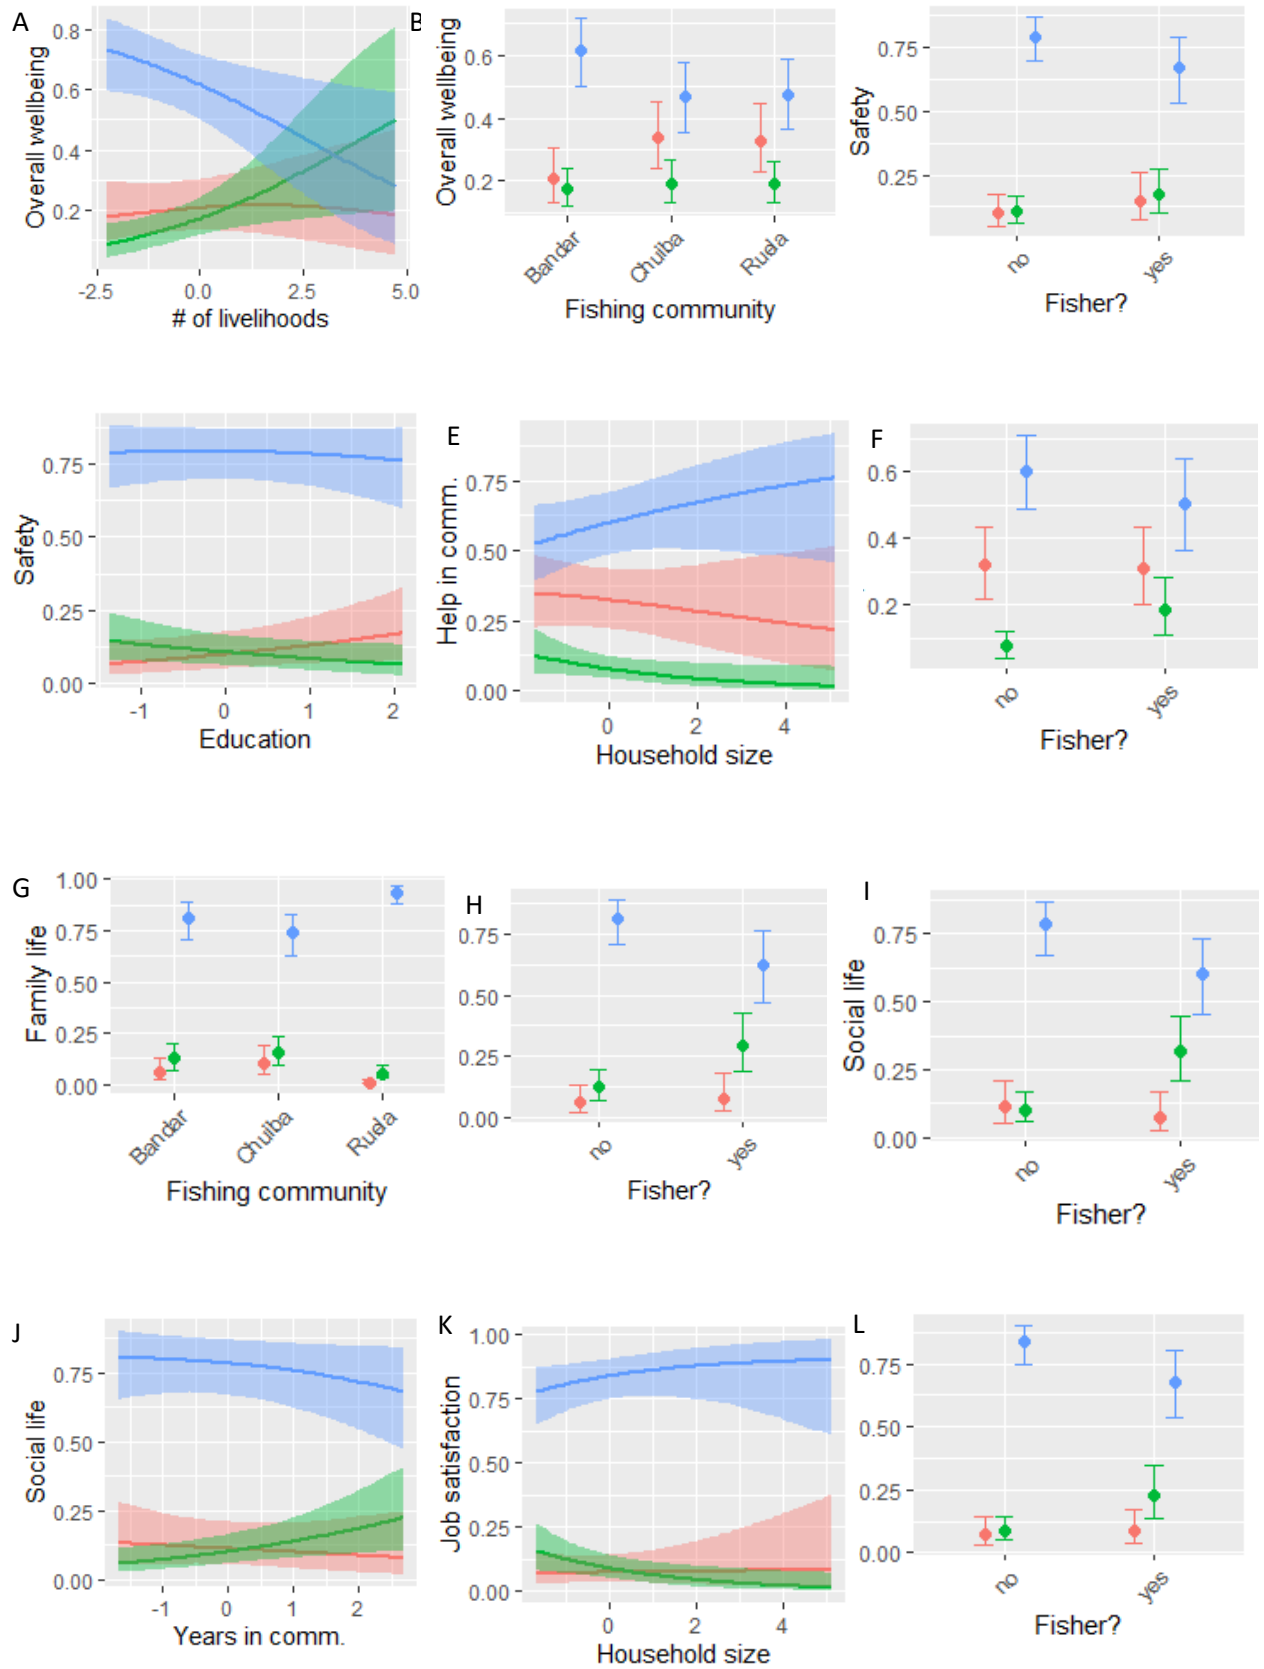 A
Overall wellbeing
0.8
0.6
0.4
0.2
-2.5 0.0 2.5 5.0
# of livelihoods
B
Overall wellbeing
0.6
0.4
0.2
Bandar Chuiba Ruela
Fishing community
Safety
0.75
0.50
0.25
no yes
Fisher?
Safety
0.75
0.50
0.25
0.00
-1 0 1 2
Education
E
Help in comm.
0.75
0.50
0.25
0.00
0 2 4
Household size
F
0.6
0.4
0.2
no yes
Fisher?
G
Family life
1.00
0.75
0.50
0.25
0.00
Bandar Chuiba Ruela
Fishing community
H
0.75
0.50
0.25
0.00
no yes
Fisher?
I
Social life
0.75
0.50
0.25
0.00
no yes
Fisher?
J
Social life
0.75
0.50
0.25
0.00
-1 0 1 2
Years in comm.
K
Job satisfaction
1.00
0.75
0.50
0.25
0.00
0 2 4
Household size
L
0.75
0.50
0.25
0.00
no yes
Fisher?